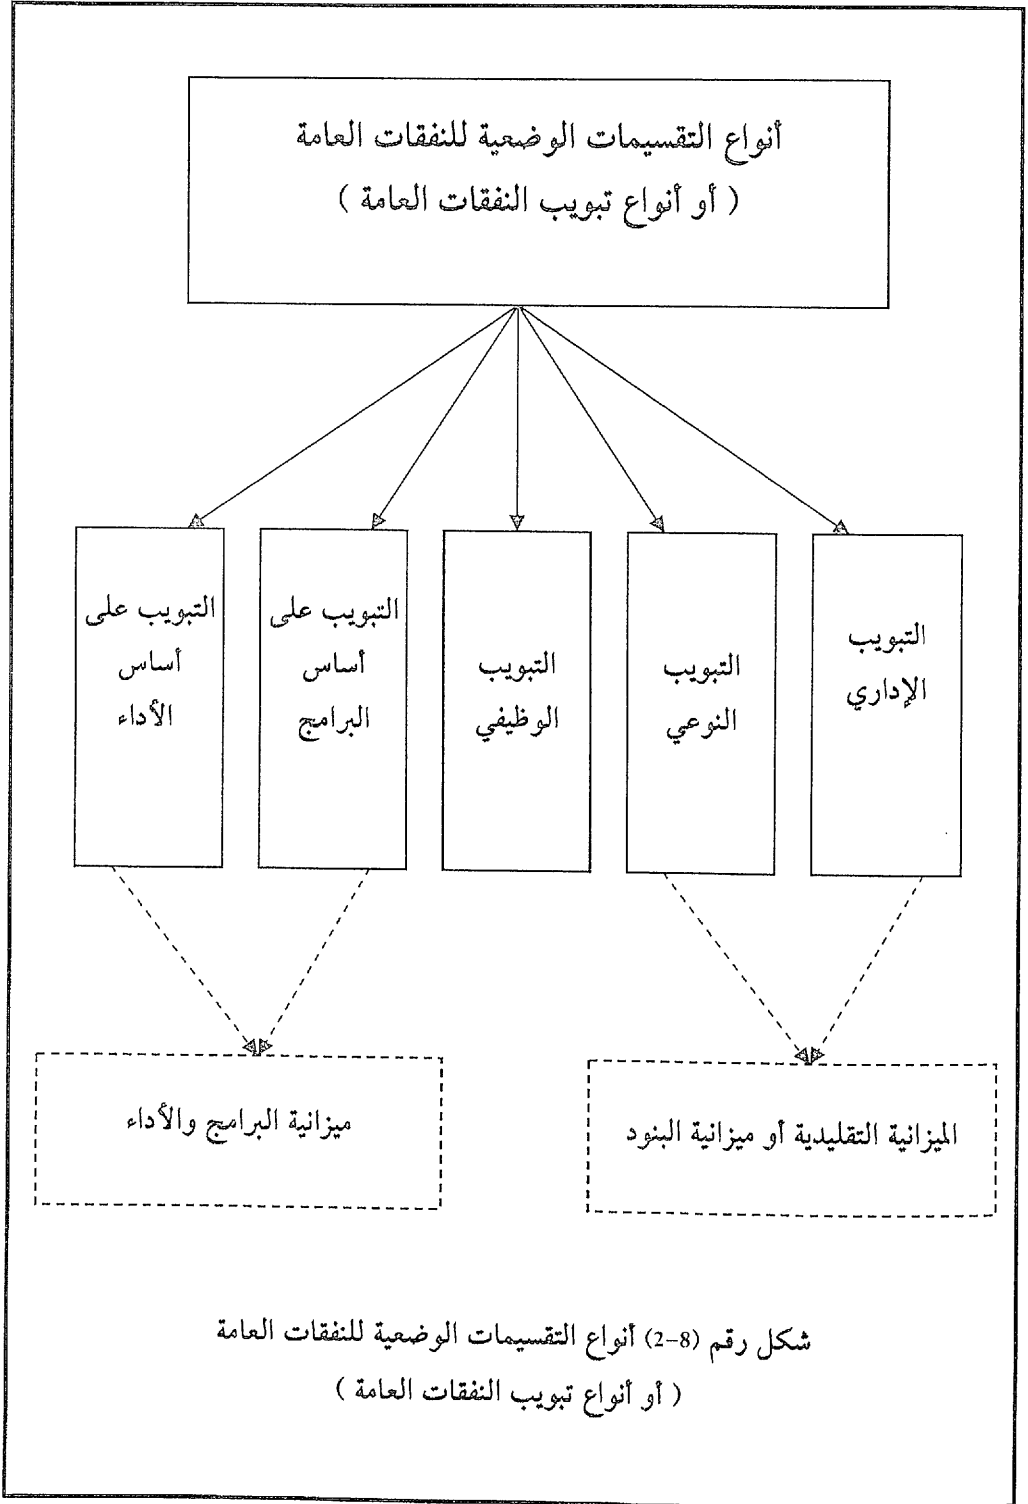 أنواع التقسيمات الوضعية للنفقات العامة
( أو أنواع تبويب النفقات العامة )
التبويب
الإداري
التبويب
النوعي
التبويب
الوظيفي
التبويب على
أساس
البرامج
التبويب على
أساس
الأداء
الميزانية التقليدية أو ميزانية البنود
ميزانية البرامج والأداء
شكل رقم (8-2) أنواع التقسيمات الوضعية للنفقات العامة
( أو أنواع تبويب النفقات العامة )